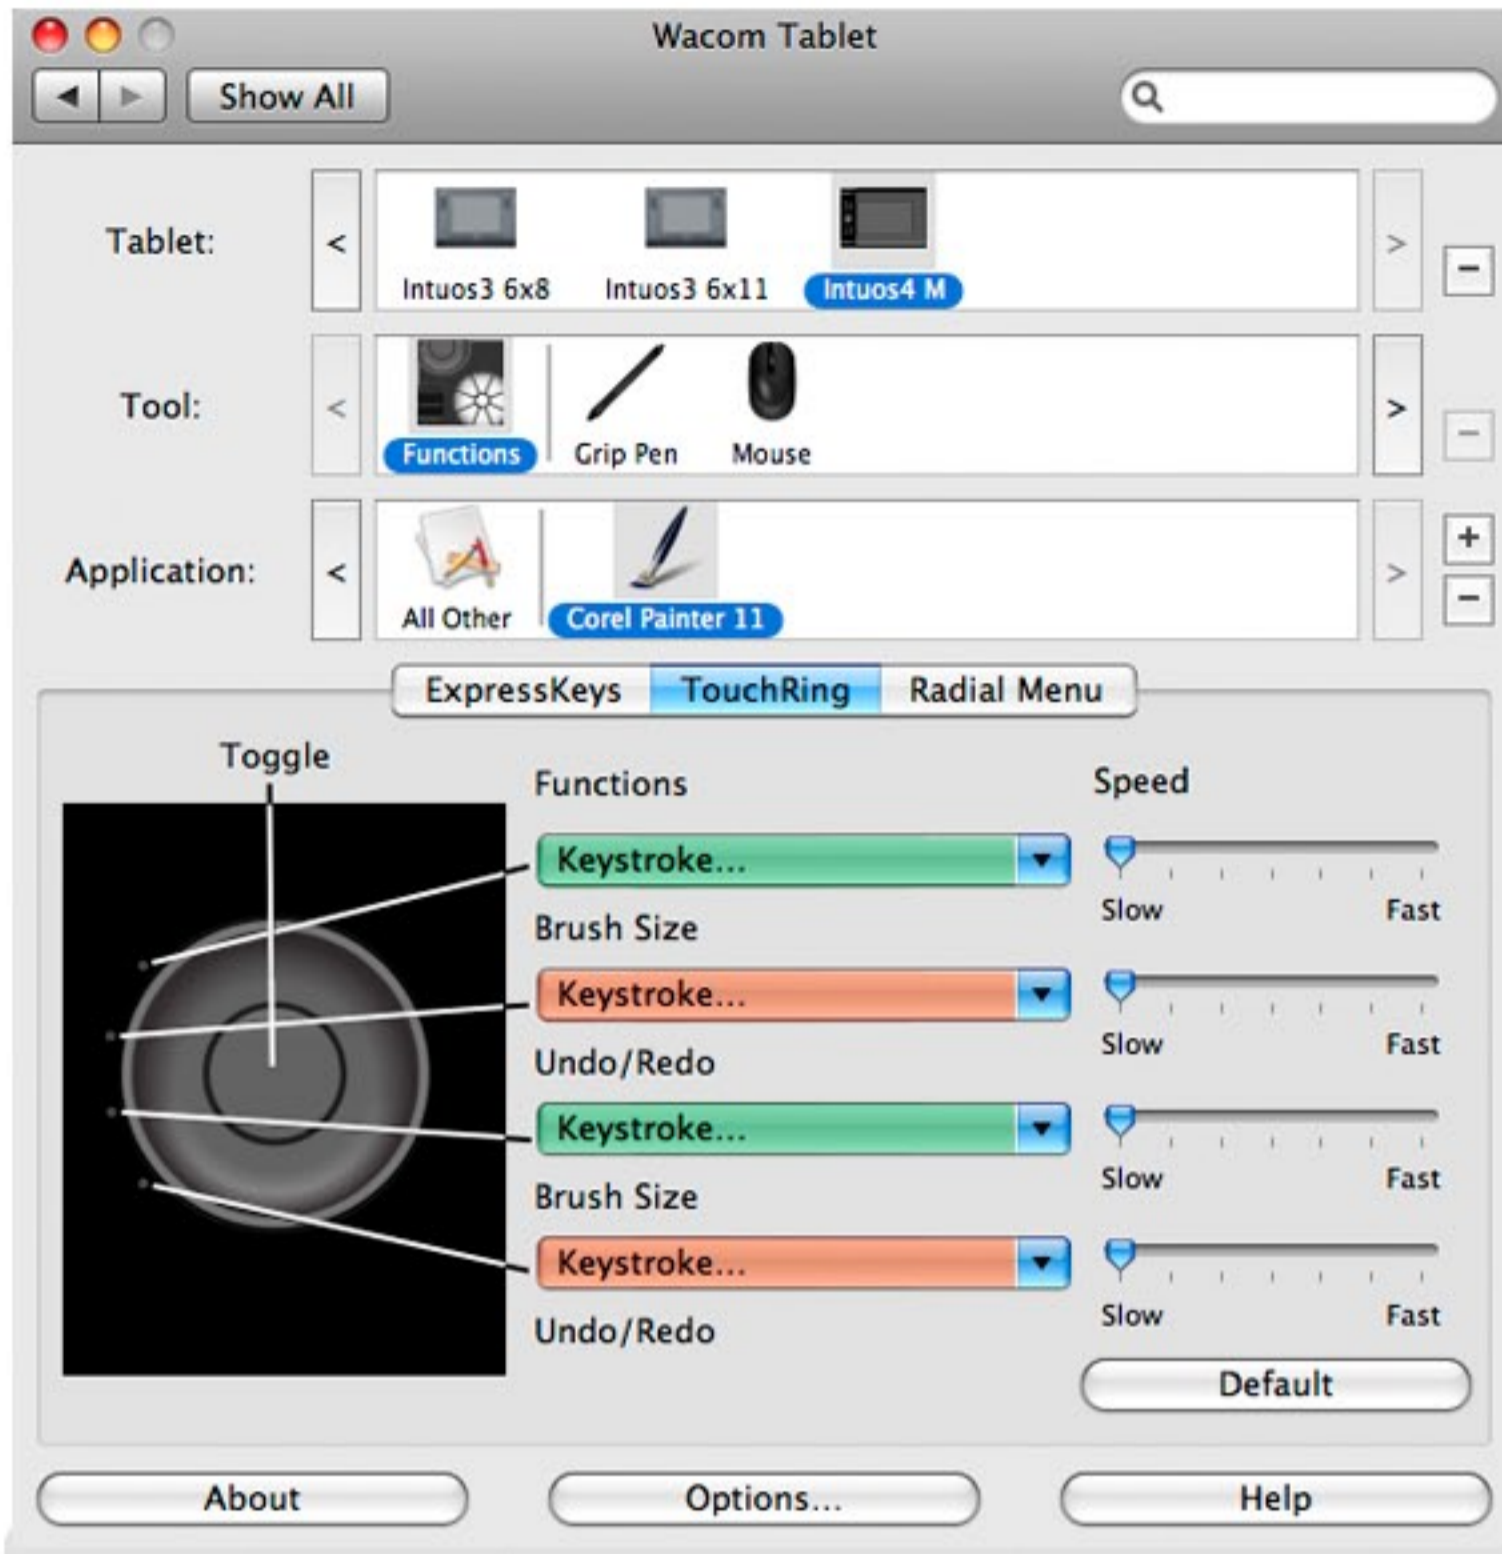 Wacom Tablet
Show All
Tablet:
<
Intuos3 6x8
Intuos3 6x11
Intuos4 M
>
−
Tool:
<
Functions
Grip Pen
Mouse
>
−
Application:
<
All Other
Corel Painter 11
>
+
−
ExpressKeys
TouchRing
Radial Menu
Toggle
Functions
Speed
Keystroke...
Slow
Fast
Brush Size
Keystroke...
Slow
Fast
Undo/Redo
Keystroke...
Slow
Fast
Brush Size
Keystroke...
Slow
Fast
Undo/Redo
Default
About
Options...
Help